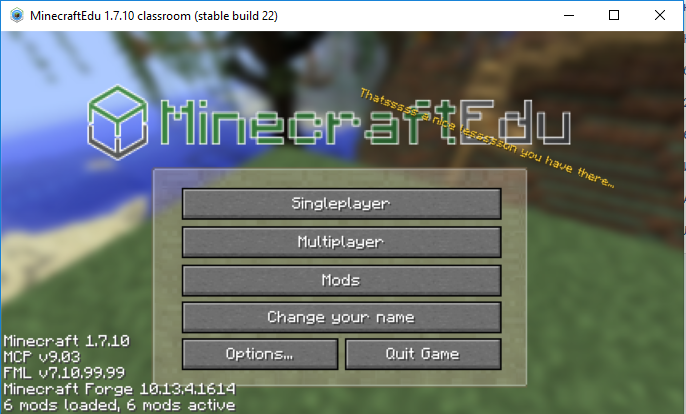 MinecraftEdu 1.7.10 classroom (stable build 22)
MinecraftEdu
Thatsssss a nice lessssson you have there...
Singleplayer
Multiplayer
Mods
Change your name
Options... Quit Game
Minecraft 1.7.10
MCP v9.03
FML v7.10.99.99
Minecraft Forge 10.13.4.1614
6 mods loaded, 6 mods active